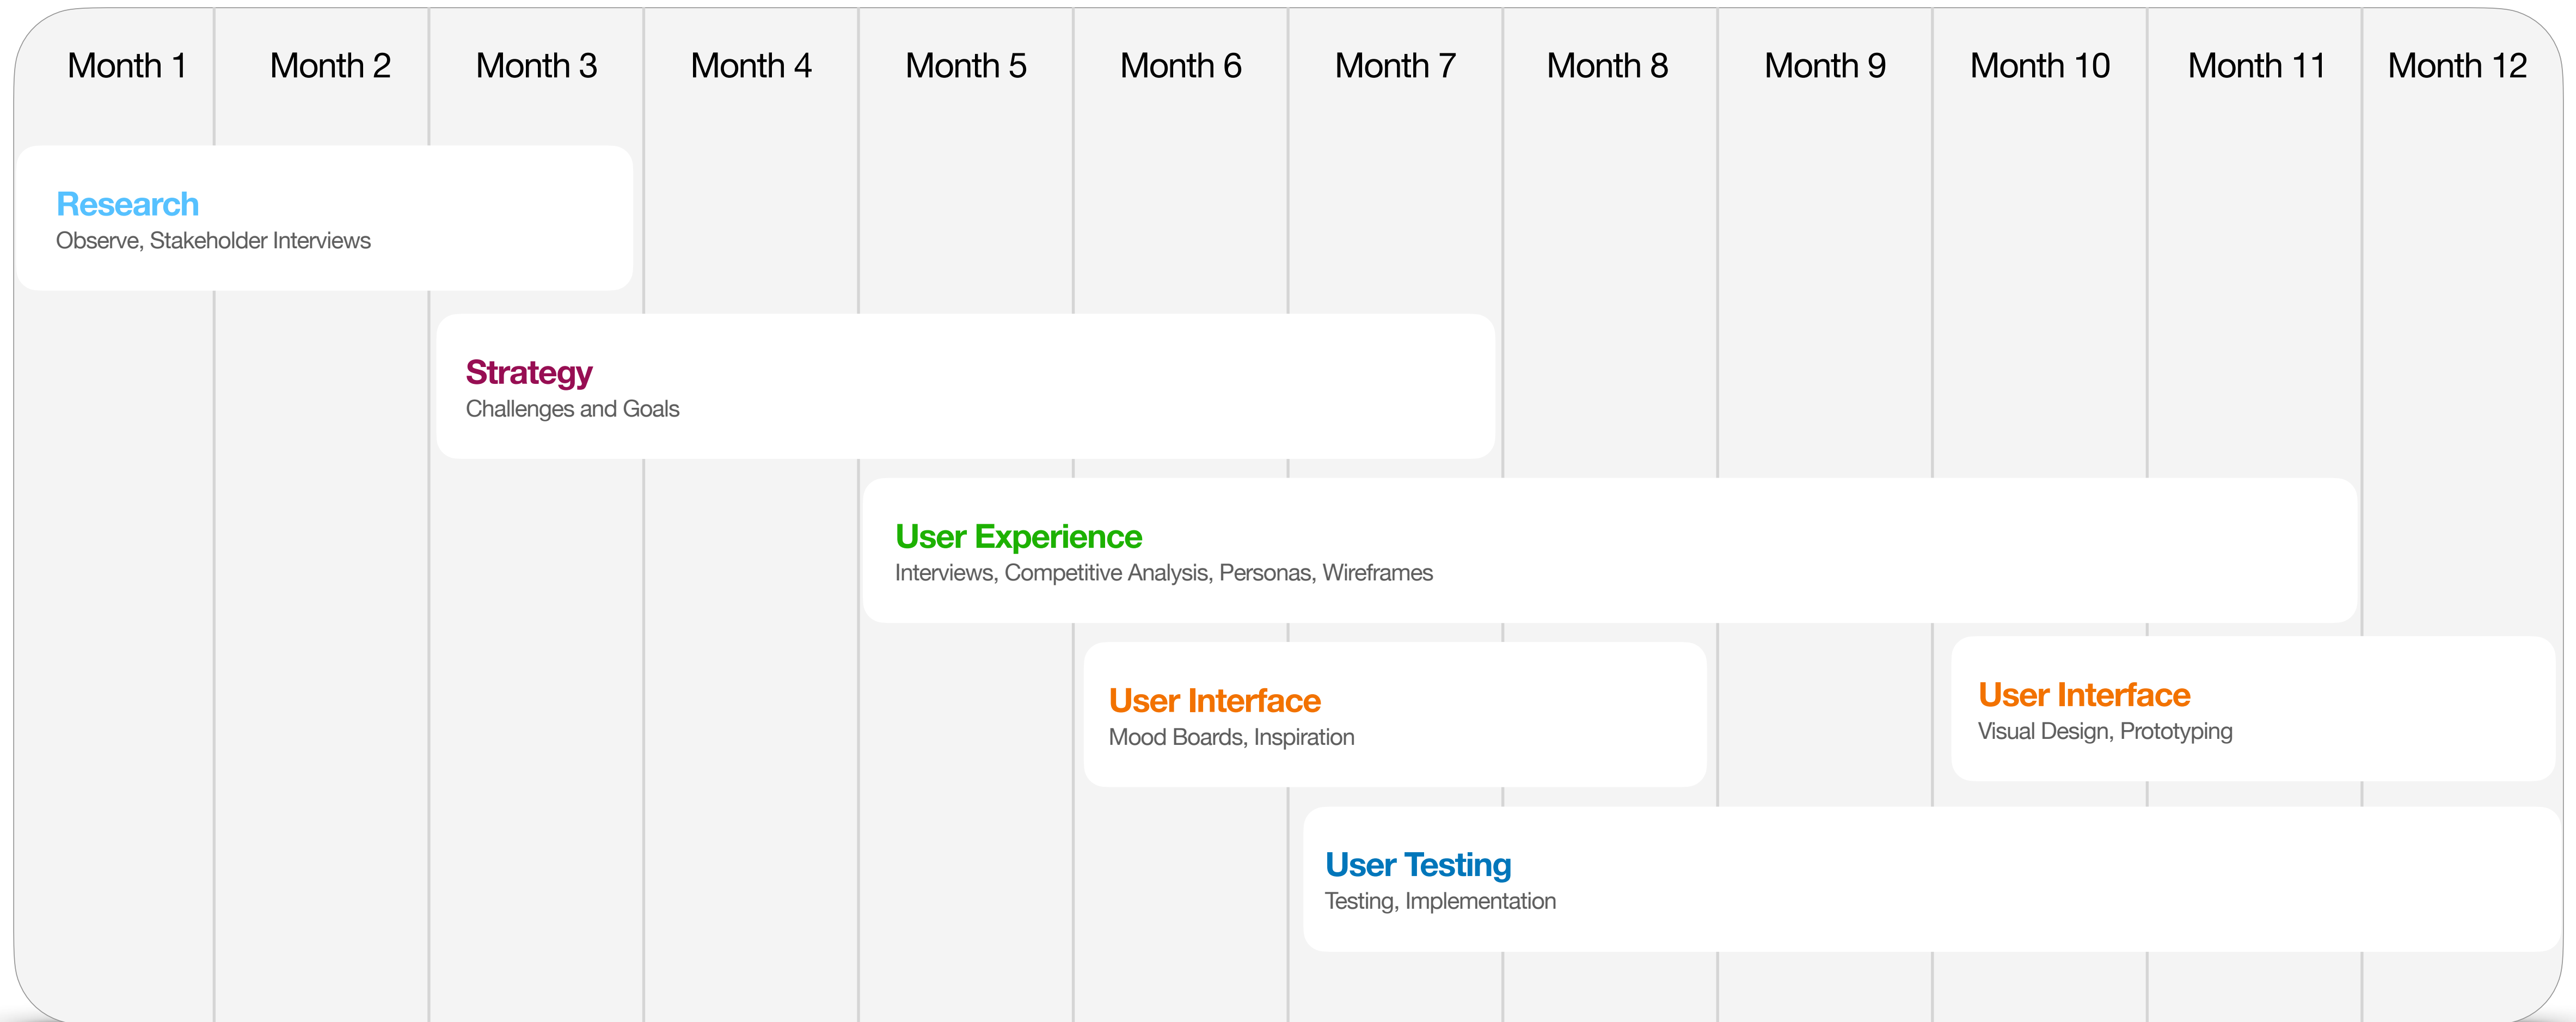 Month 1
Month 2
Month 3
Month 4
Month 5
Month 6
Month 7
Month 8
Month 9
Month 10
Month 11
Month 12
Research
Observe, Stakeholder Interviews
Strategy
Challenges and Goals
User Experience
Interviews, Competitive Analysis, Personas, Wireframes
User Interface
Mood Boards, Inspiration
User Interface
Visual Design, Prototyping
User Testing
Testing, Implementation